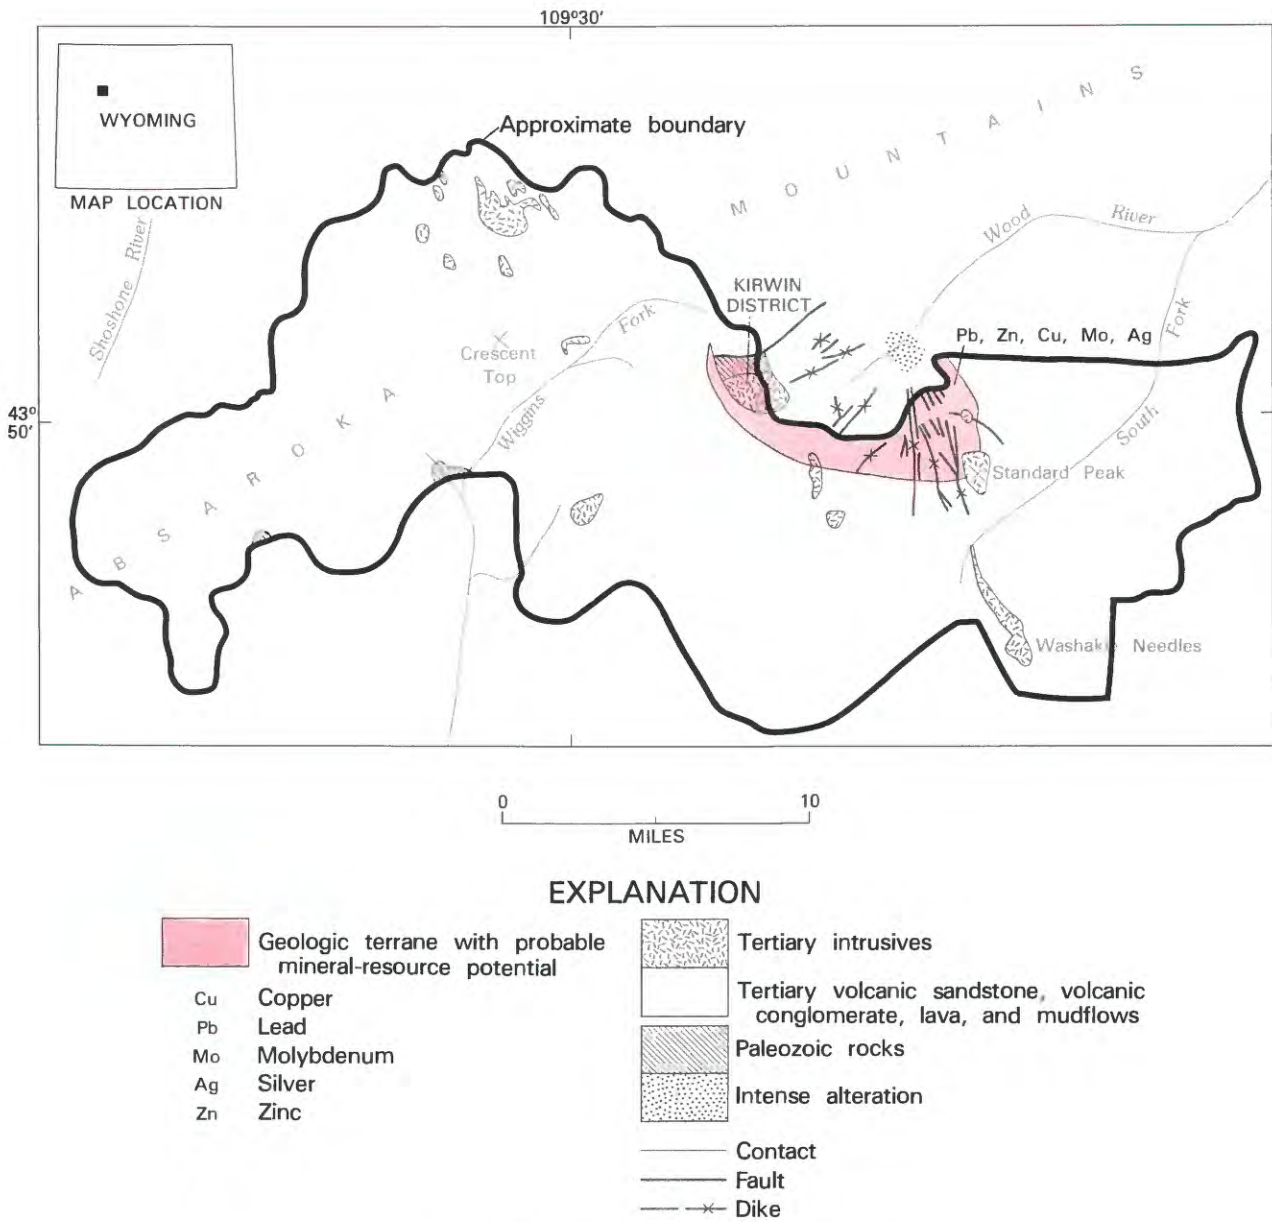 109°30'
WYOMING
MAP LOCATION
Approximate boundary
MOUNTAINS
Shoshone River
Wood River
KIRWIN
DISTRICT
Fork
Wiggins
Crescent
Top
Pb, Zn, Cu, Mo, Ag
South Fork
43°
50'
ABSAROKA
Standard Peak
Washakie Needles
0 10
MILES
EXPLANATION
Geologic terrane with probable
mineral-resource potential
Cu Copper
Pb Lead
Mo Molybdenum
Ag Silver
Zn Zinc
Tertiary intrusives
Tertiary volcanic sandstone, volcanic
conglomerate, lava, and mudflows
Paleozoic rocks
Intense alteration
Contact
Fault
Dike